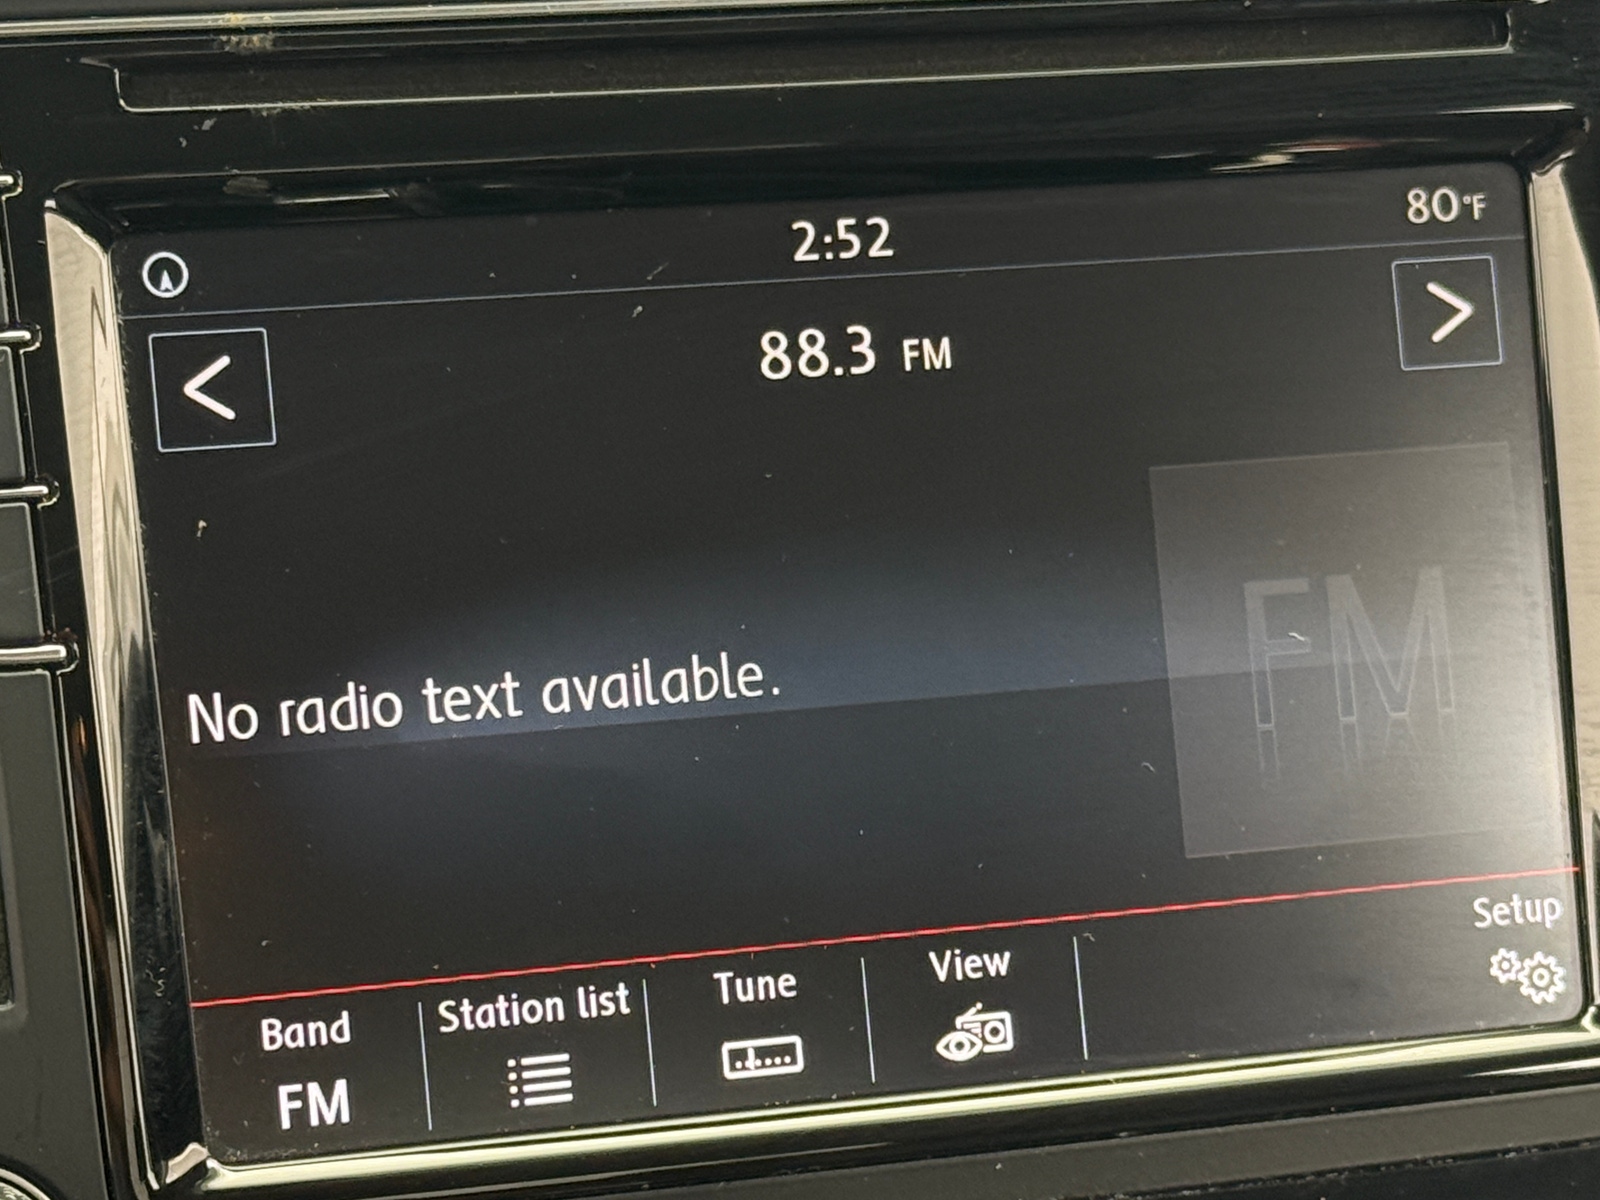 2:52
80°F
88.3 FM
FM
No radio text available.
Setup
Band
Station list
Tune
View
FM